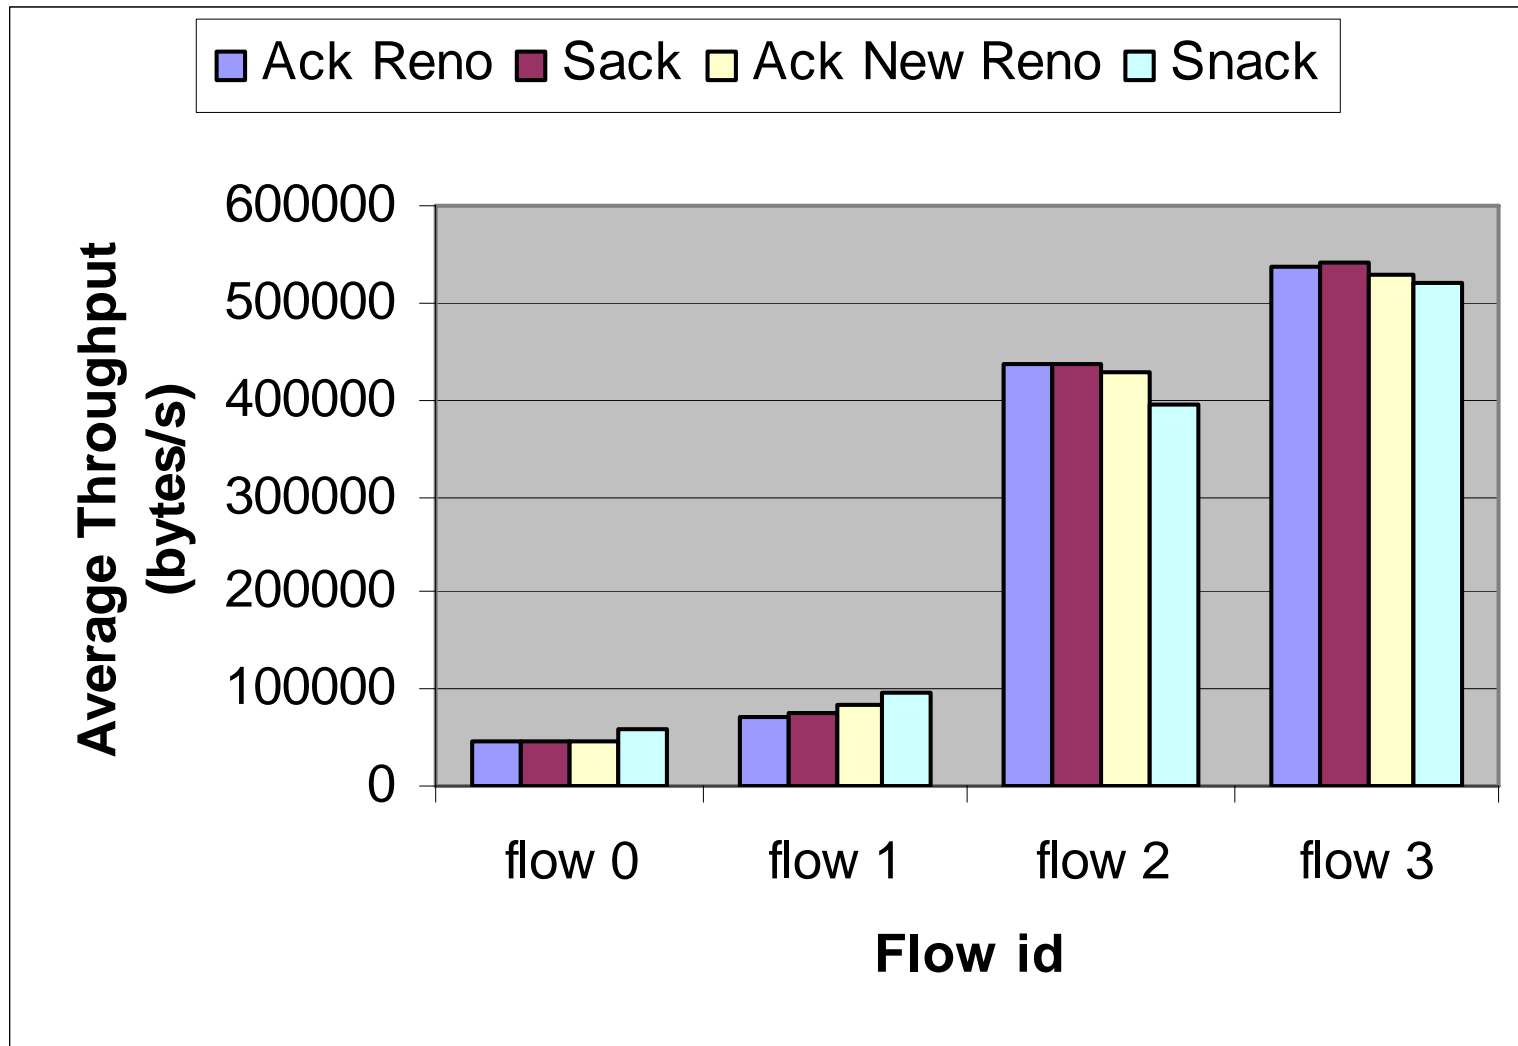 Ack Reno Sack Ack New Reno Snack
Average Throughput
(bytes/s)
600000
500000
400000
300000
200000
100000
0
flow 0 flow 1 flow 2 flow 3
Flow id